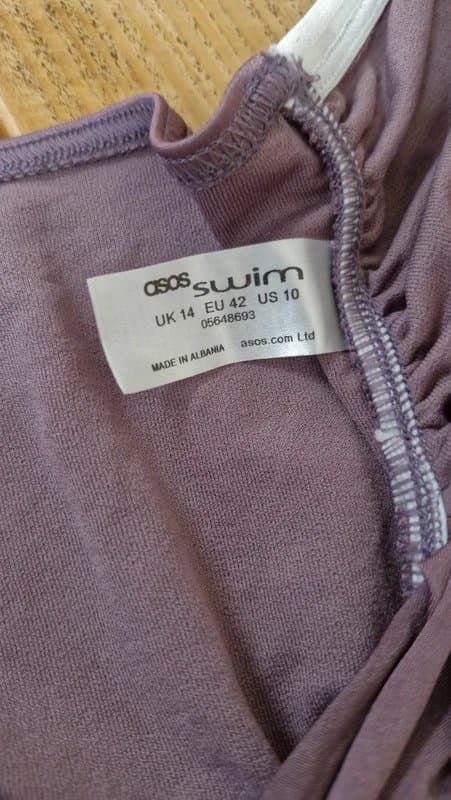 asos swim
UK 14 EU 42 US 10
05648693
MADE IN ALBANIA asos.com Ltd